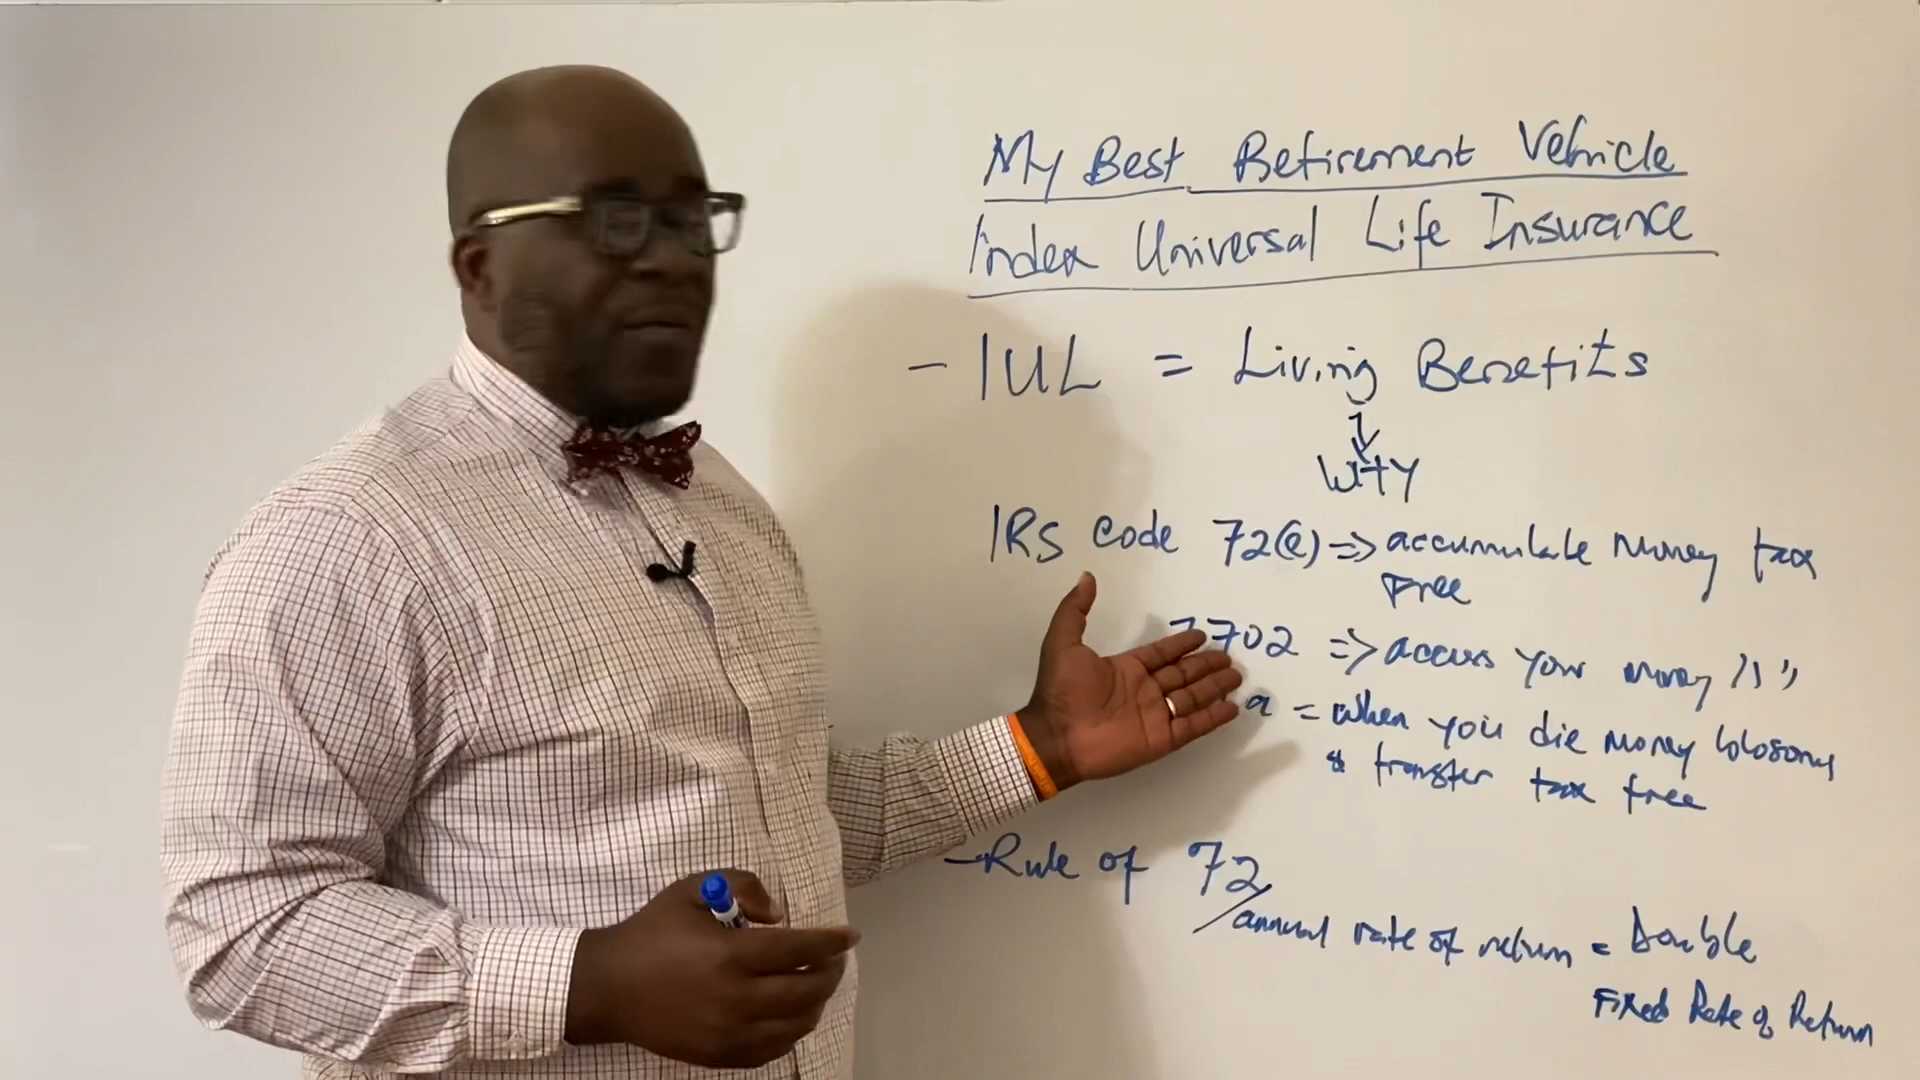 My Best Retirement Vehicle
Index Universal Life Insurance
- IUL = Living Benefits
WHY
IRS code 72(e) => accumulate money tax
Free
7702 => access your money " "
a = when you die money blosoms
& transfer tax free
- Rule of 72
annual rate of return = Double
Fixed Rate of Return